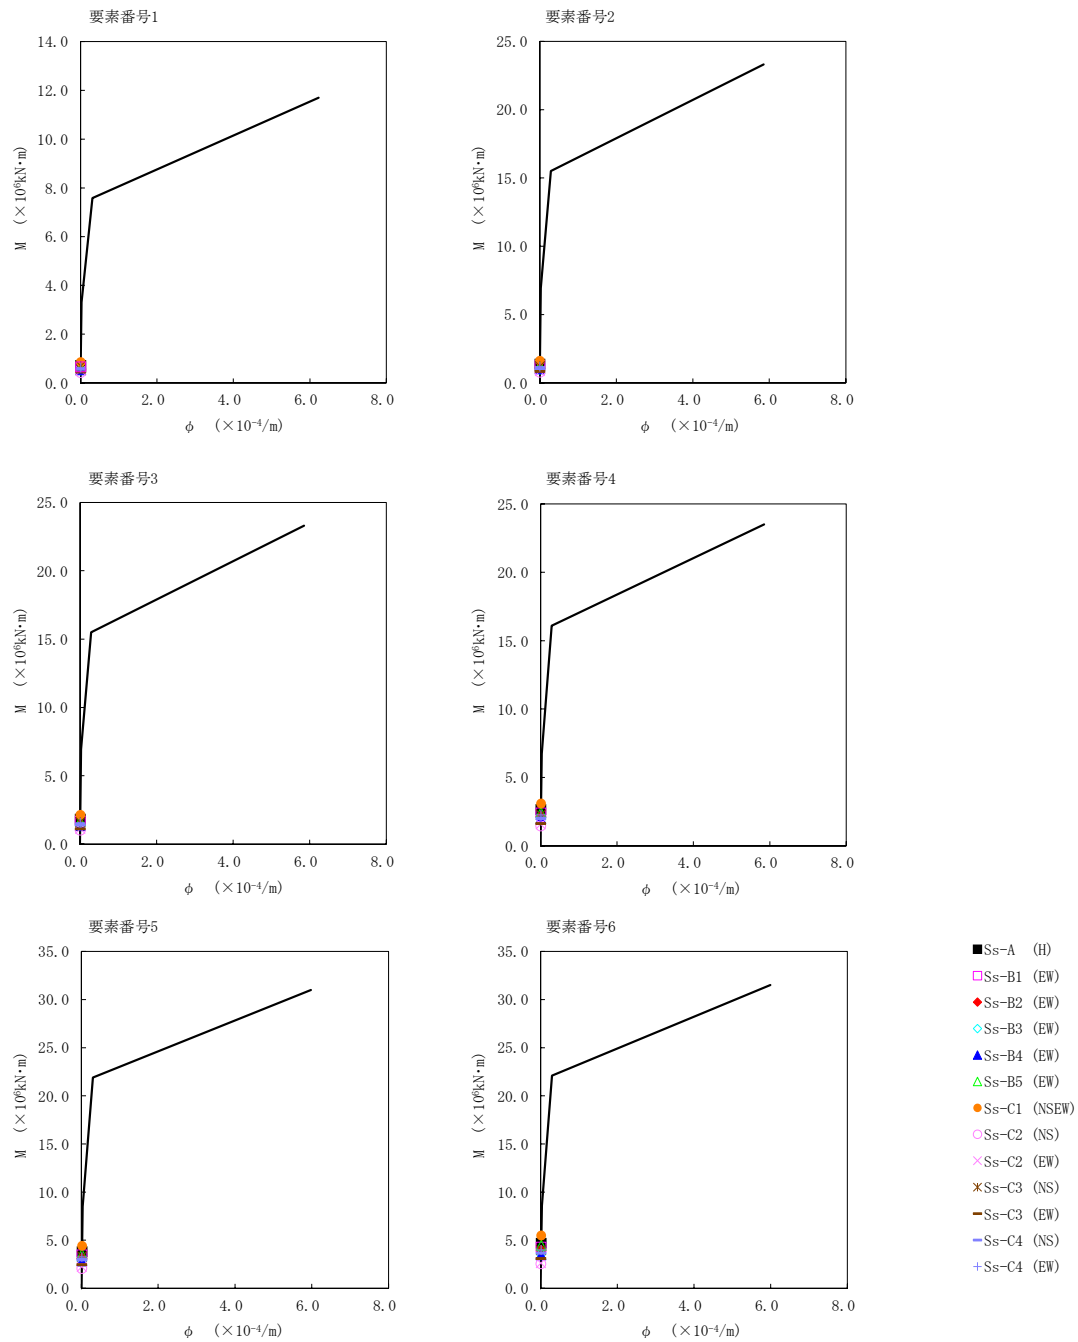 要素番号1
14.0
12.0
10.0
8.0
6.0
4.0
2.0
0.0
M (×10⁶kN・m)
0.0 2.0 4.0 6.0 8.0
φ (×10⁻⁴/m)
要素番号2
25.0
20.0
15.0
10.0
5.0
0.0
M (×10⁶kN・m)
0.0 2.0 4.0 6.0 8.0
φ (×10⁻⁴/m)
要素番号3
25.0
20.0
15.0
10.0
5.0
0.0
M (×10⁶kN・m)
0.0 2.0 4.0 6.0 8.0
φ (×10⁻⁴/m)
要素番号4
25.0
20.0
15.0
10.0
5.0
0.0
M (×10⁶kN・m)
0.0 2.0 4.0 6.0 8.0
φ (×10⁻⁴/m)
要素番号5
35.0
30.0
25.0
20.0
15.0
10.0
5.0
0.0
M (×10⁶kN・m)
0.0 2.0 4.0 6.0 8.0
φ (×10⁻⁴/m)
要素番号6
35.0
30.0
25.0
20.0
15.0
10.0
5.0
0.0
M (×10⁶kN・m)
0.0 2.0 4.0 6.0 8.0
φ (×10⁻⁴/m)
Ss-A (H)
Ss-B1 (EW)
Ss-B2 (EW)
Ss-B3 (EW)
Ss-B4 (EW)
Ss-B5 (EW)
Ss-C1 (NSEW)
Ss-C2 (NS)
Ss-C2 (EW)
Ss-C3 (NS)
Ss-C3 (EW)
Ss-C4 (NS)
Ss-C4 (EW)